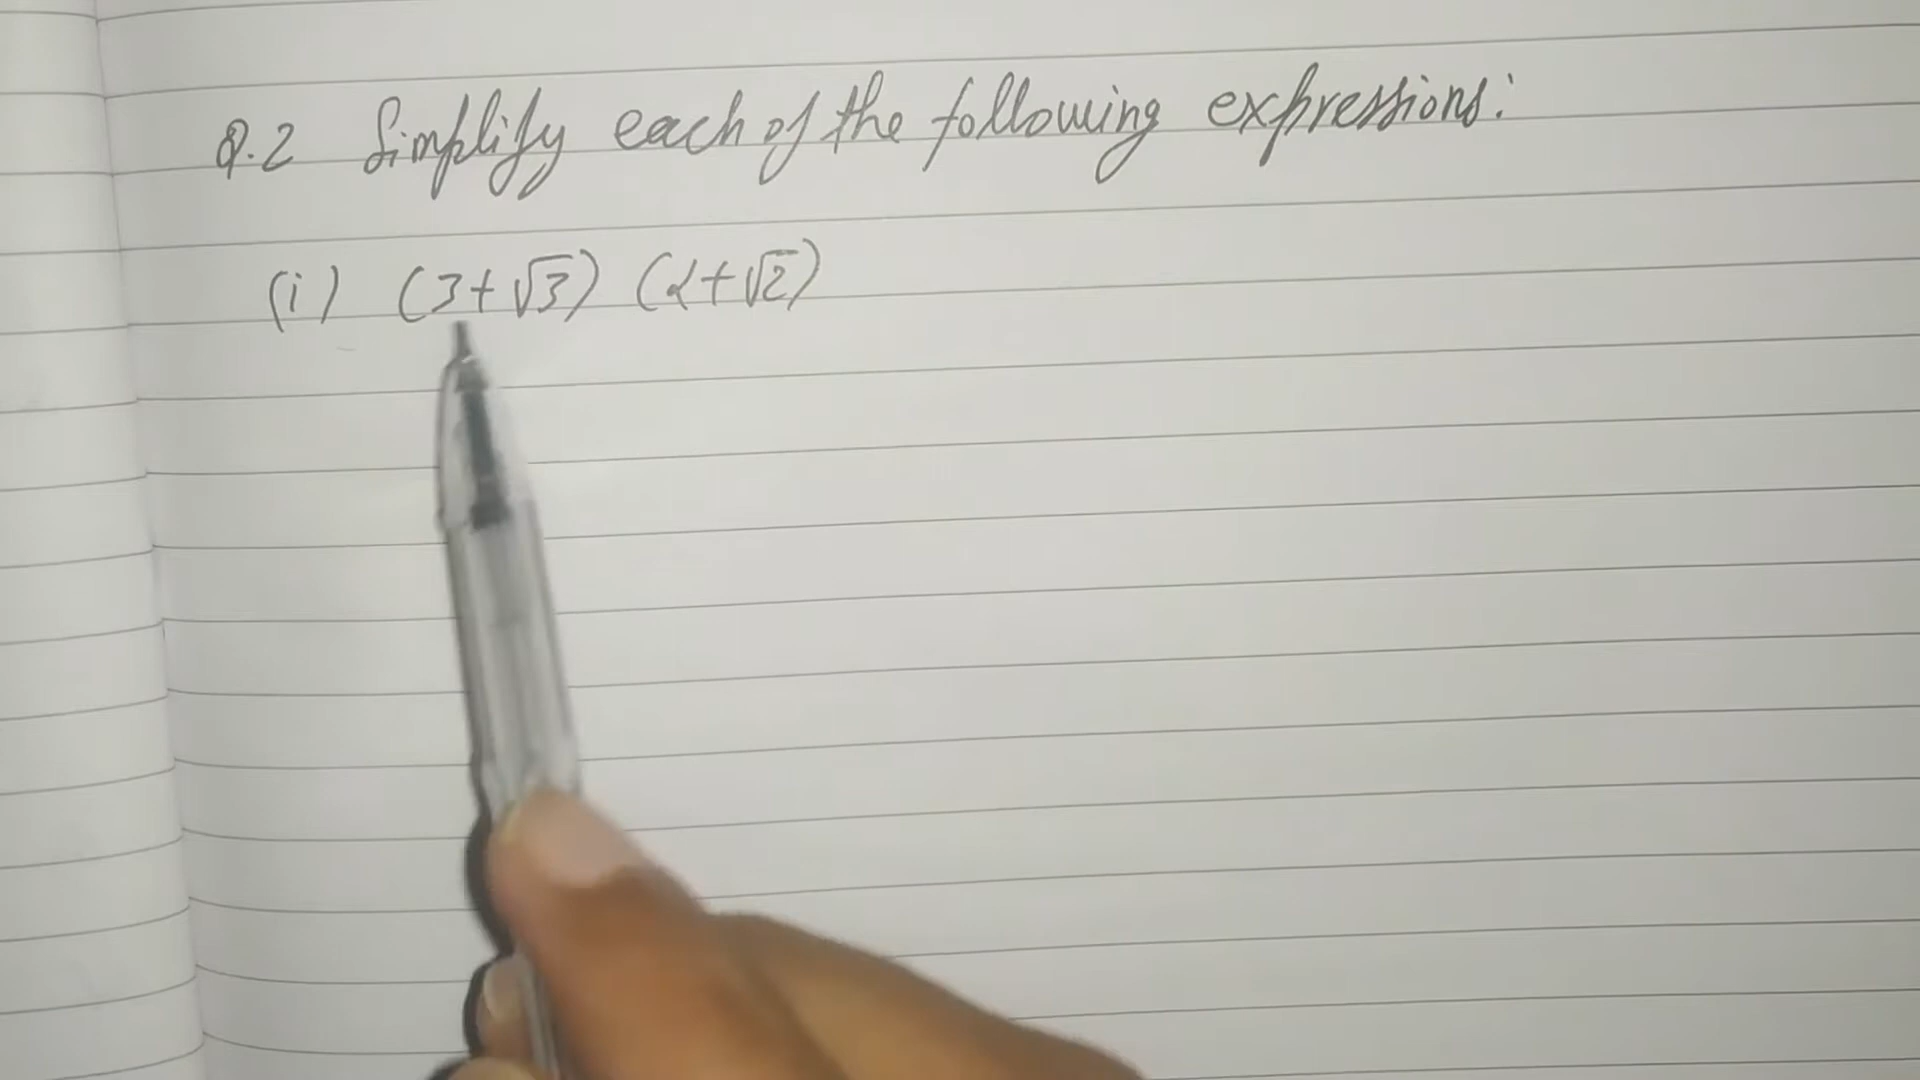 Q.2 Simplify each of the following expressions:
(i) (3+√3) (2+√2)